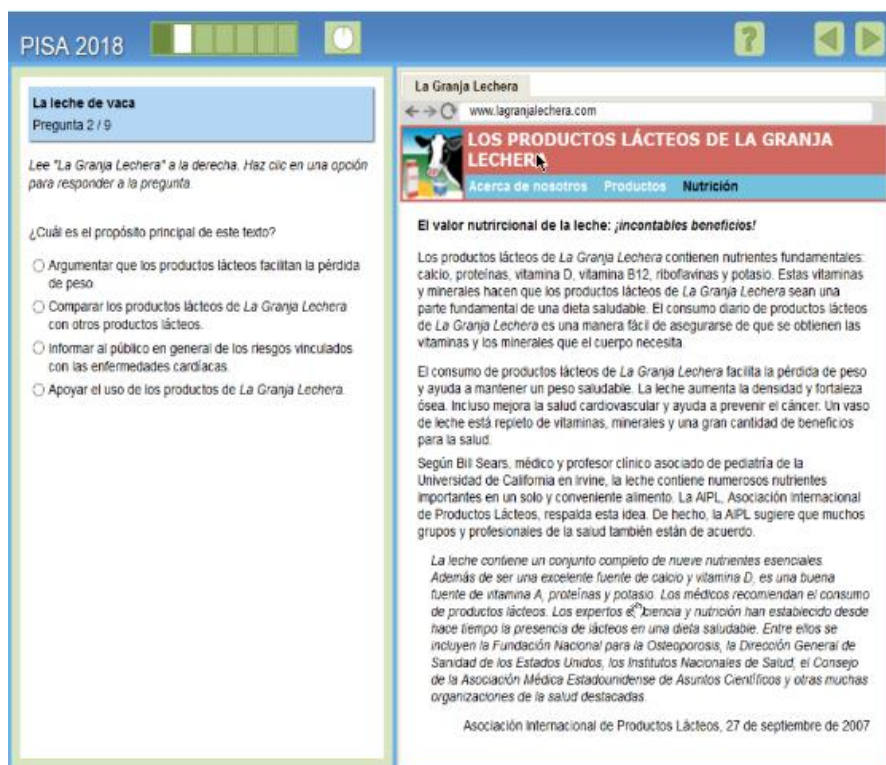 PISA 2018
?
La leche de vaca
Pregunta 2 / 9
Lee "La Granja Lechera" a la derecha. Haz clic en una opción
para responder a la pregunta.
¿Cuál es el propósito principal de este texto?
Argumentar que los productos lácteos facilitan la pérdida
de peso.
Comparar los productos lácteos de La Granja Lechera
con otros productos lácteos.
Informar al público en general de los riesgos vinculados
con las enfermedades cardíacas.
Apoyar el uso de los productos de La Granja Lechera.
La Granja Lechera
www.lagranjalechera.com
LOS PRODUCTOS LÁCTEOS DE LA GRANJA
LECHERA
Acerca de nosotros Productos Nutrición
El valor nutrircional de la leche: ¡incontables beneficios!
Los productos lácteos de La Granja Lechera contienen nutrientes fundamentales:
calcio, proteínas, vitamina D, vitamina B12, riboflavinas y potasio. Estas vitaminas
y minerales hacen que los productos lácteos de La Granja Lechera sean una
parte fundamental de una dieta saludable. El consumo diario de productos lácteos
de La Granja Lechera es una manera fácil de asegurarse de que se obtienen las
vitaminas y los minerales que el cuerpo necesita.
El consumo de productos lácteos de La Granja Lechera facilita la pérdida de peso
y ayuda a mantener un peso saludable. La leche aumenta la densidad y fortaleza
ósea. Incluso mejora la salud cardiovascular y ayuda a prevenir el cáncer. Un vaso
de leche está repleto de vitaminas, minerales y una gran cantidad de beneficios
para la salud.
Según Bill Sears, médico y profesor clínico asociado de pediatría de la
Universidad de California en Irvine, la leche contiene numerosos nutrientes
importantes en un solo y conveniente alimento. La AIPL, Asociación Internacional
de Productos Lácteos, respalda esta idea. De hecho, la AIPL sugiere que muchos
grupos y profesionales de la salud también están de acuerdo.
La leche contiene un conjunto completo de nueve nutrientes esenciales.
Además de ser una excelente fuente de calcio y vitamina D, es una buena
fuente de vitamina A, proteínas y potasio. Los médicos recomiendan el consumo
de productos lácteos. Los expertos ciencia y nutrición han establecido desde
hace tiempo la presencia de lácteos en una dieta saludable. Entre ellos se
incluyen la Fundación Nacional para la Osteoporosis, la Dirección General de
Sanidad de los Estados Unidos, los Institutos Nacionales de Salud, el Consejo
de la Asociación Médica Estadounidense de Asuntos Científicos y otras muchas
organizaciones de la salud destacadas.
Asociación Internacional de Productos Lácteos, 27 de septiembre de 2007